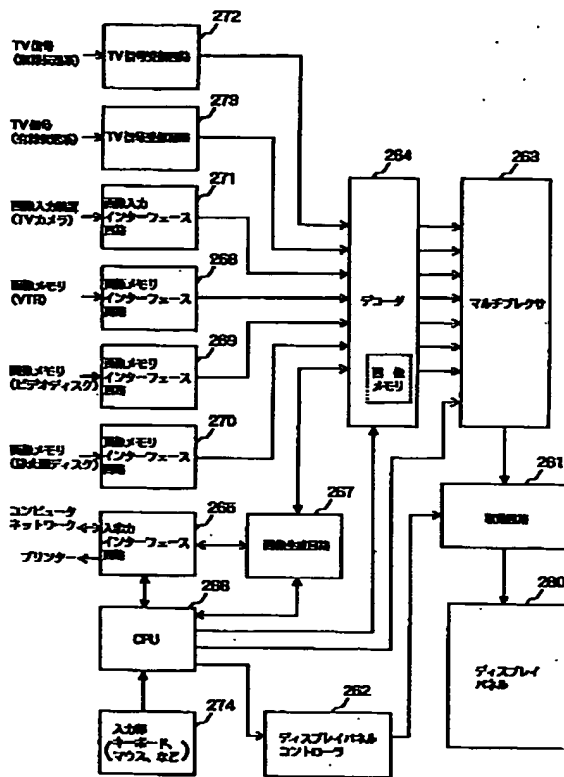 272
TV信号
TV信号受信回路
273
TV信号
TV信号受信回路
264
263
271
画像入力装置
(TVカメラ)
画像入力
インターフェース
回路
268
画像メモリ
(VTR)
画像メモリ
インターフェース
回路
デコーダ
マルチプレクサ
269
画像メモリ
(ビデオディスク)
画像メモリ
インターフェース
回路
画像
メモリ
270
画像メモリ
画像メモリ
インターフェース
回路
261
267
コンピュータ
ネットワーク
プリンター
入出力
インターフェース
回路
画像生成回路
駆動回路
CPU
ディスプレイ
パネル
262
274
入力部
(キーボード、
マウス、など)
ディスプレイパネル
コントローラ